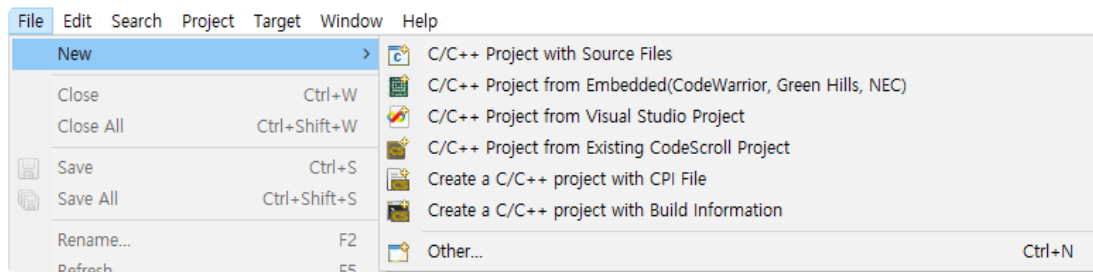 File Edit Search Project Target Window Help
New >
C/C++ Project with Source Files
C/C++ Project from Embedded(CodeWarrior, Green Hills, NEC)
C/C++ Project from Visual Studio Project
C/C++ Project from Existing CodeScroll Project
Create a C/C++ project with CPI File
Create a C/C++ project with Build Information
Other... Ctrl+N
Close Ctrl+W
Close All Ctrl+Shift+W
Save Ctrl+S
Save All Ctrl+Shift+S
Rename... F2
Refresh F5